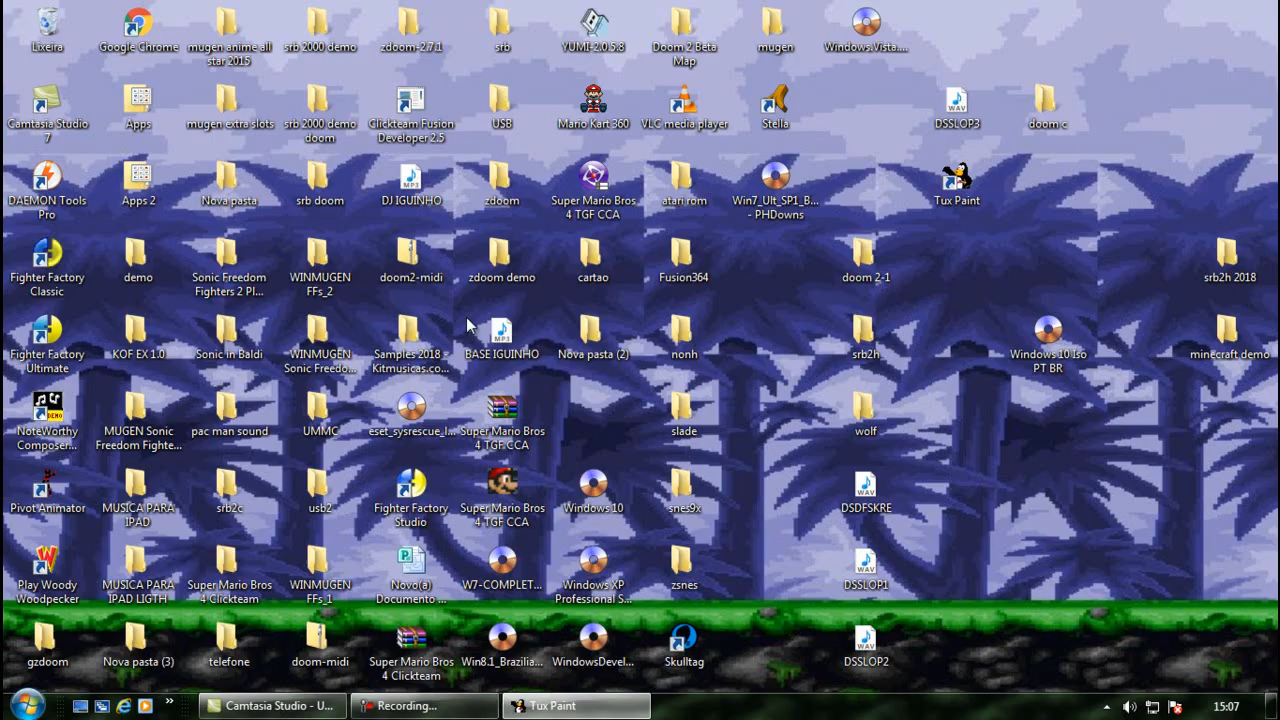 Lixeira
Google Chrome
mugen anime all
star 2015
srb 2000 demo
zdoom-2.7.1
srb
YUMI-2.0.5.8
Doom 2 Beta
Map
mugen
Windows.Vista....
Camtasia Studio
7
Apps
mugen extra slots
srb 2000 demo
doom
Clickteam Fusion
Developer 2.5
USB
Mario Kart 360
VLC media player
Stella
DSSLOP3
doom c
DAEMON Tools
Pro
Apps 2
Nova pasta
srb doom
DJ IGUINHO
zdoom
Super Mario Bros
4 TGF CCA
atari rom
Win7_Ult_SP1_B...
- PHDowns
Tux Paint
Fighter Factory
Classic
demo
Sonic Freedom
Fighters 2 Pl...
WINMUGEN
FFs_2
doom2-midi
zdoom demo
cartao
Fusion364
doom 2-1
srb2h 2018
Fighter Factory
Ultimate
KOF EX 1.0
Sonic in Baldi
WINMUGEN
Sonic Freedo...
Samples 2018 -
Kitmusicas.co...
BASE IGUINHO
Nova pasta (2)
nonh
srb2h
Windows 10 Iso
PT BR
minecraft demo
NoteWorthy
Composer...
DEMO
MUGEN Sonic
Freedom Fighte...
pac man sound
UMMC
eset_sysrescue_l...
Super Mario Bros
4 TGF CCA
slade
wolf
Pivot Animator
MUSICA PARA
IPAD
srb2c
usb2
Fighter Factory
Studio
Super Mario Bros
4 TGF CCA
Windows 10
snes9x
DSDFSKRE
Play Woody
Woodpecker
MUSICA PARA
IPAD LIGTH
Super Mario Bros
4 Clickteam
WINMUGEN
FFs_1
Novo(a)
Documento ...
W7-COMPLET...
Windows XP
Professional S...
zsnes
DSSLOP1
gzdoom
Nova pasta (3)
telefone
doom-midi
Super Mario Bros
4 Clickteam
Win8.1_Brazilia...
WindowsDevel...
Skulltag
DSSLOP2
Camtasia Studio - U...
Recording...
Tux Paint
15:07